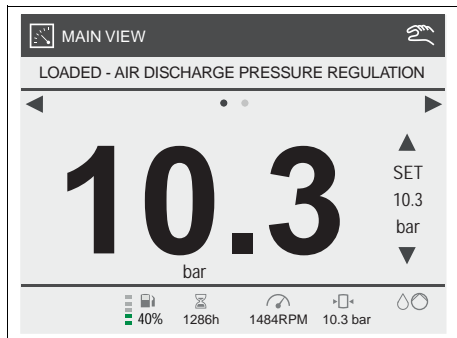 MAIN VIEW
LOADED - AIR DISCHARGE PRESSURE REGULATION
10.3
bar
SET
10.3
bar
40% 1286h 1484RPM 10.3 bar